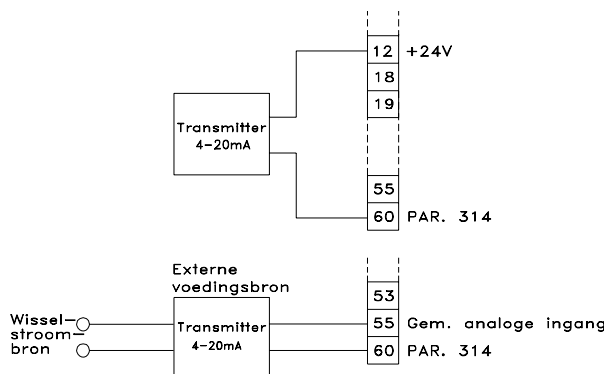 12 +24V
18
19
Transmitter
4-20mA
55
60 PAR. 314
Externe
voedingsbron
53
Wissel-
stroom-
bron
Transmitter
4-20mA
55 Gem. analoge ingang
60 PAR. 314